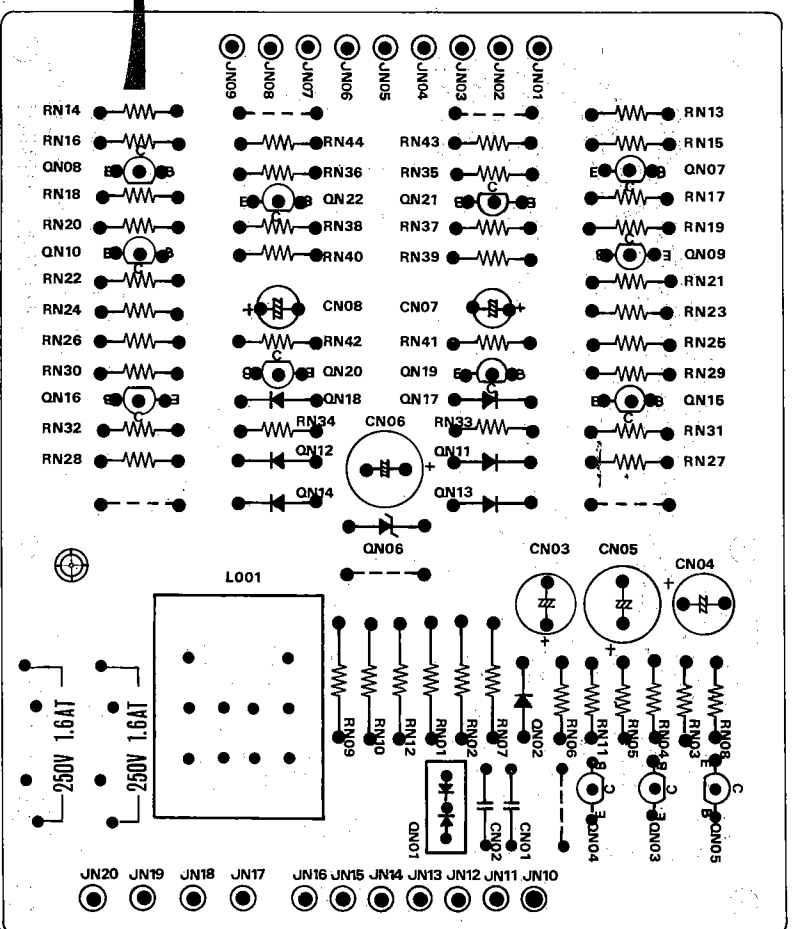 JN09 JN08 JN07 JN06 JN05 JN04 JN03 JN02 JN01
RN14 RN13
RN16 C RN44 RN43 RN15
QN08 E B RN36 RN35 E B QN07
RN18 C RN17
E B QN22 QN21 C E B
RN20 C RN38 RN37 RN19
QN10 E B RN40 RN39 C B E QN09
RN22 C RN21
RN24 + CN08 CN07 + RN23
RN26 RN42 RN41 RN25
RN30 C B E QN20 QN19 E B RN29
QN16 B E QN18 QN17 C B B QN15
C CN06 C
RN32 RN34 RN33 RN31
RN28 QN12 + QN11 RN27
QN14 QN13
QN06 CN03 CN05 CN04
L001 +
+ +
250V 1.6AT 250V 1.6AT
RN09 RN10 RN12 RN01 RN02 RN07 QN02 RN06 RN11 RN05 RN04 RN03 RN08
B C E B C E E C B
QN01 CN02 CN01 QN04 QN03 QN05
JN20 JN19 JN18 JN17 JN16 JN15 JN14 JN13 JN12 JN11 JN10